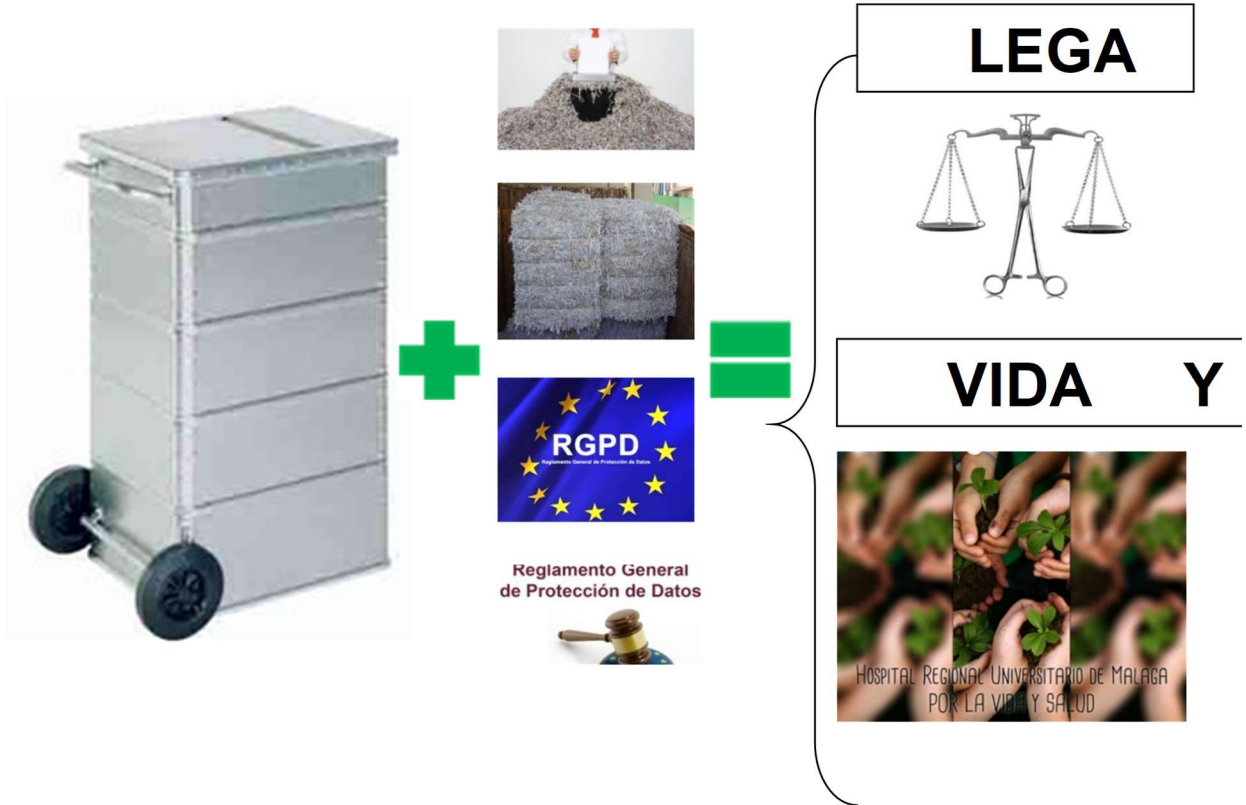 LEGA
RGPD
Reglamento General de Protección de Datos
VIDA Y
Reglamento General
de Protección de Datos
HOSPITAL REGIONAL UNIVERSITARIO DE MALAGA
POR LA VIDA Y SALUD